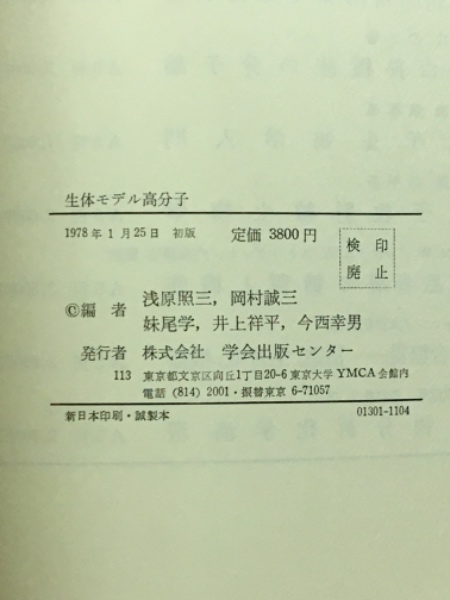 生体モデル高分子
1978年1月25日 初版 定価 3800円
検印
廃止
©編者 浅原照三, 岡村誠三
妹尾学, 井上祥平, 今西幸男
発行者 株式会社 学会出版センター
113 東京都文京区向丘1丁目20-6東京大学YMCA会館内
電話 (814) 2001・振替東京 6-71057
新日本印刷・誠製本 01301-1104